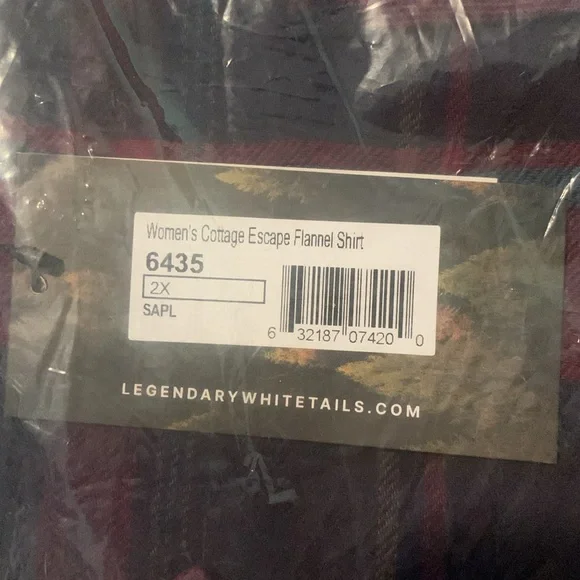 Women's Cottage Escape Flannel Shirt
6435
2X
SAPL
6 32187 07420 0
LEGENDARYWHITETAILS.COM